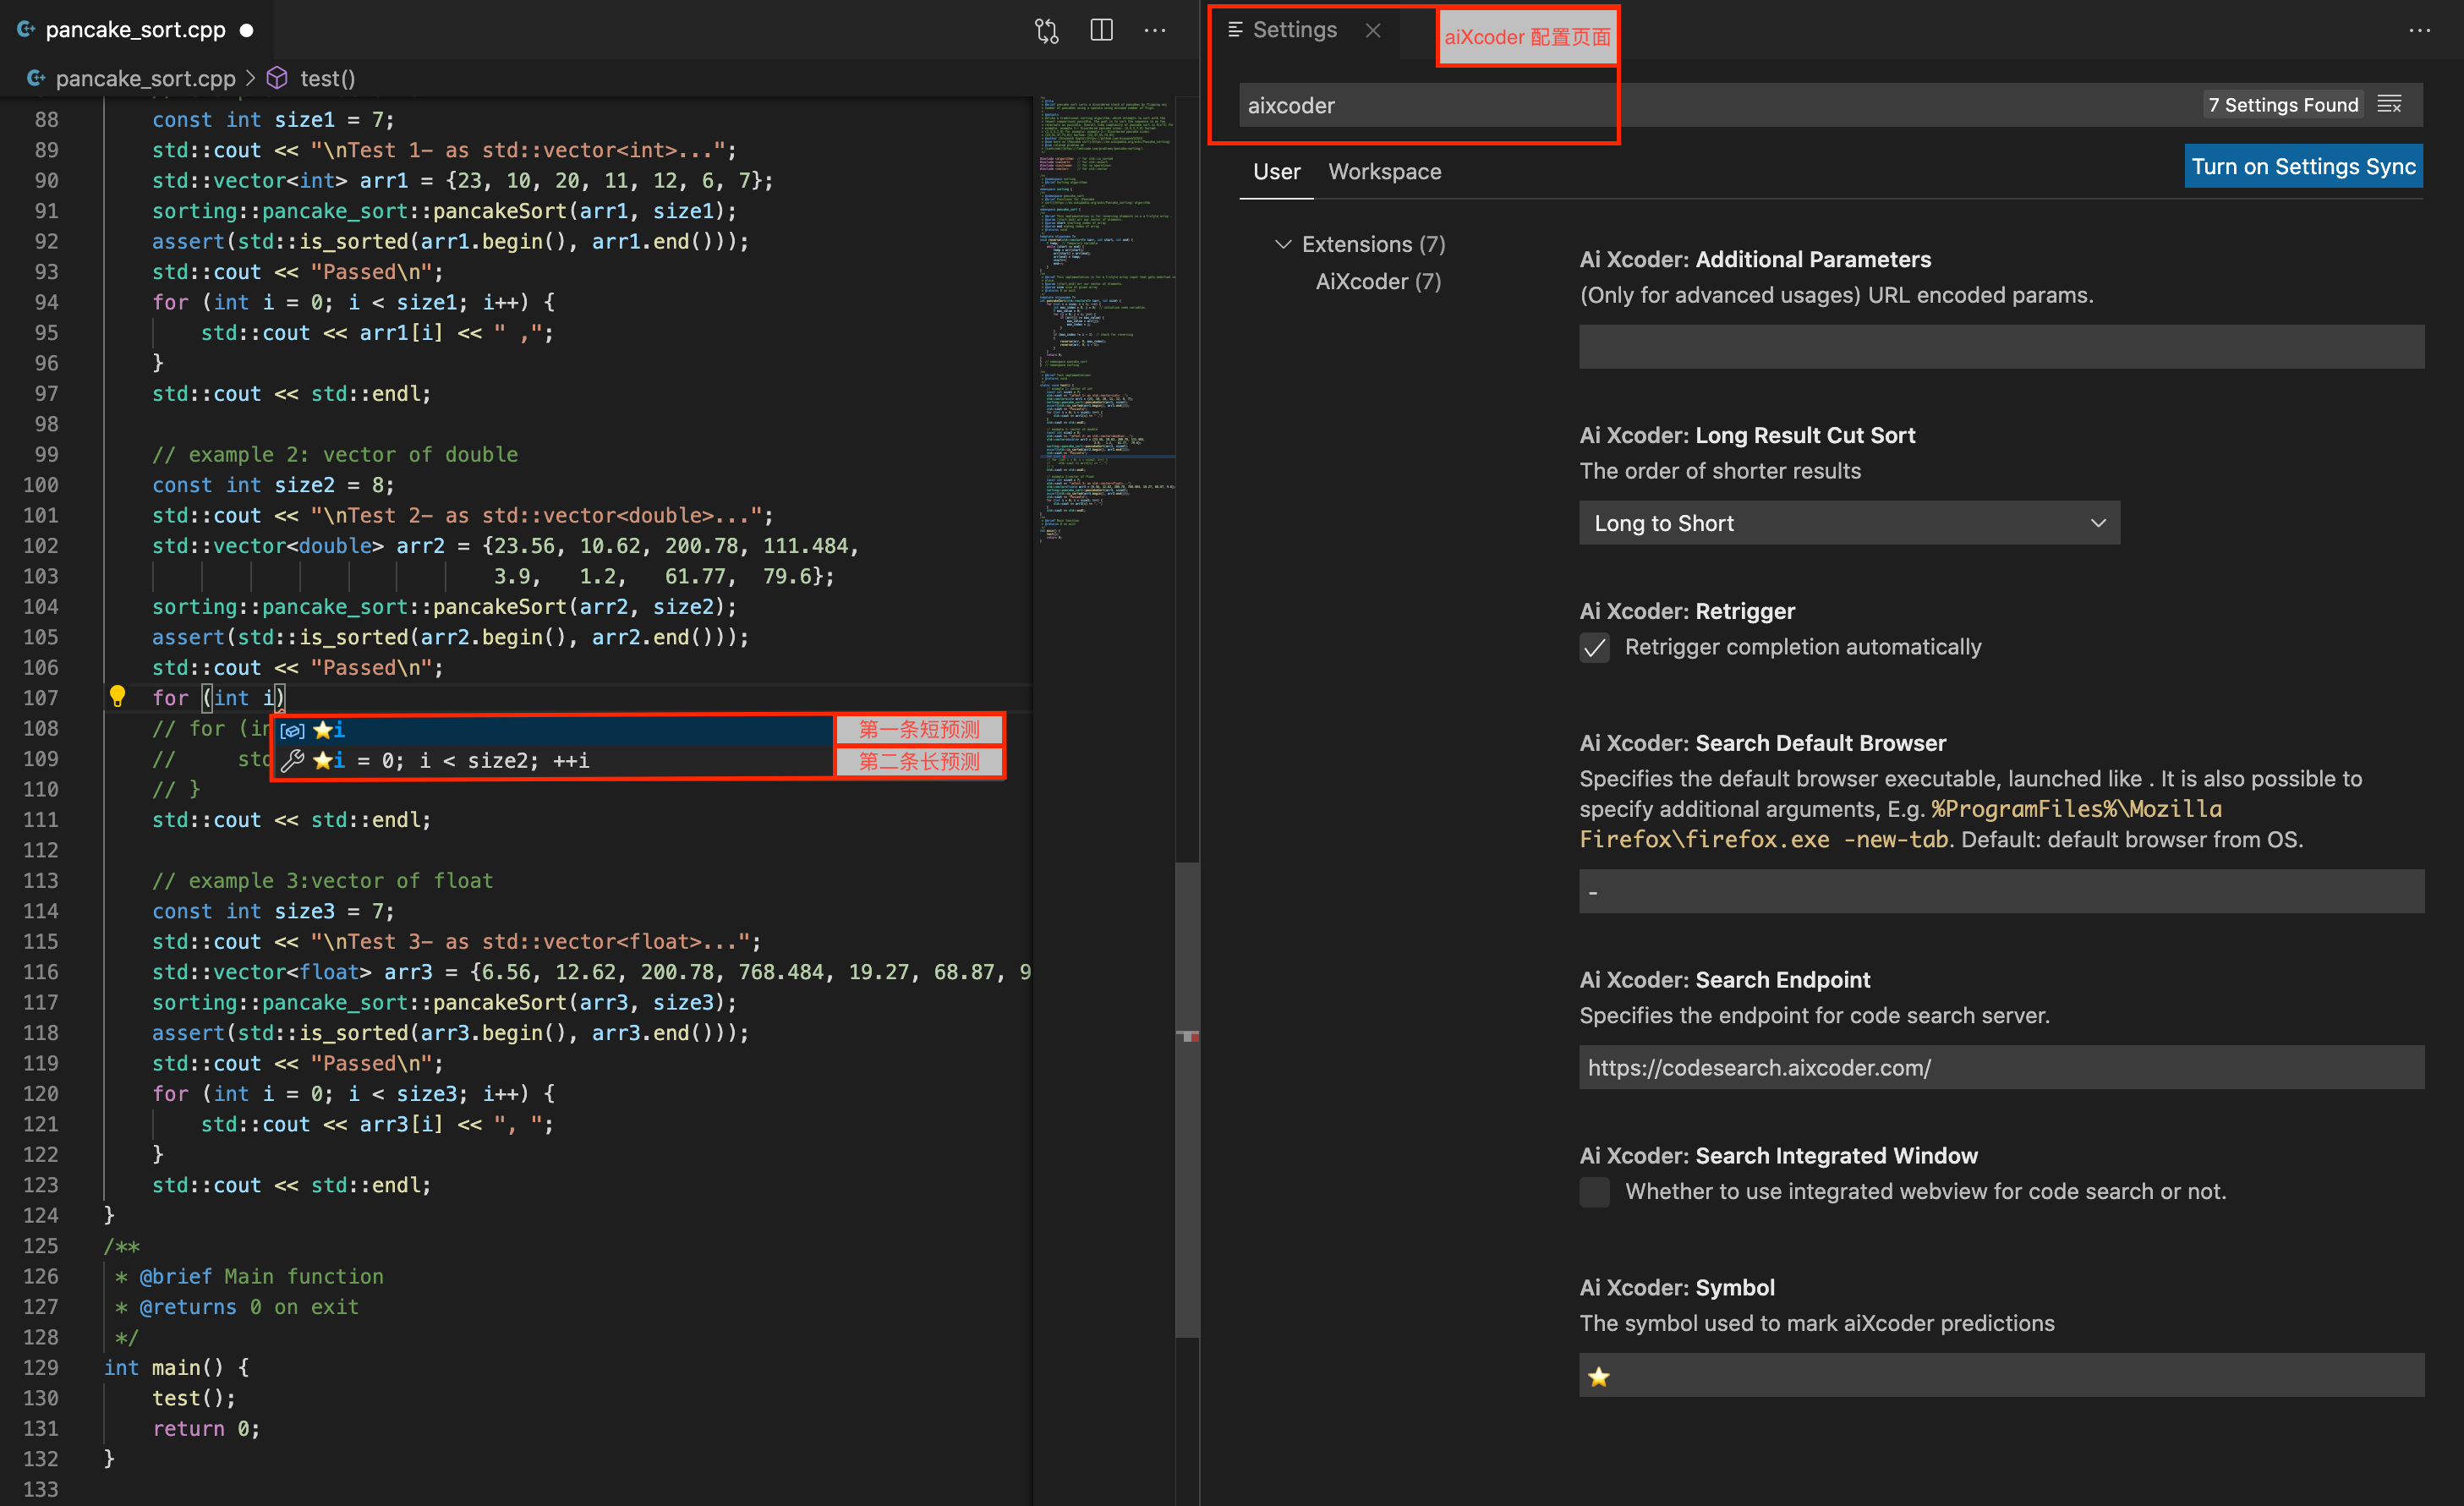 pancake_sort.cpp
pancake_sort.cpp > test()
88 const int size1 = 7;
89 std::cout << "\nTest 1- as std::vector<int>...";
90 std::vector<int> arr1 = {23, 10, 20, 11, 12, 6, 7};
91 sorting::pancake_sort::pancakeSort(arr1, size1);
92 assert(std::is_sorted(arr1.begin(), arr1.end()));
93 std::cout << "Passed\n";
94 for (int i = 0; i < size1; i++) {
95 std::cout << arr1[i] << " ,";
96 }
97 std::cout << std::endl;
98
99 // example 2: vector of double
100 const int size2 = 8;
101 std::cout << "\nTest 2- as std::vector<double>...";
102 std::vector<double> arr2 = {23.56, 10.62, 200.78, 111.484,
103 3.9, 1.2, 61.77, 79.6};
104 sorting::pancake_sort::pancakeSort(arr2, size2);
105 assert(std::is_sorted(arr2.begin(), arr2.end()));
106 std::cout << "Passed\n";
107 for (int i)
108 // for (in
⭐i 第一条短预测
109 // std
⭐i = 0; i < size2; ++i 第二条长预测
110 // }
111 std::cout << std::endl;
112
113 // example 3:vector of float
114 const int size3 = 7;
115 std::cout << "\nTest 3- as std::vector<float>...";
116 std::vector<float> arr3 = {6.56, 12.62, 200.78, 768.484, 19.27, 68.87, 9
117 sorting::pancake_sort::pancakeSort(arr3, size3);
118 assert(std::is_sorted(arr3.begin(), arr3.end()));
119 std::cout << "Passed\n";
120 for (int i = 0; i < size3; i++) {
121 std::cout << arr3[i] << ", ";
122 }
123 std::cout << std::endl;
124 }
125 /**
126 * @brief Main function
127 * @returns 0 on exit
128 */
129 int main() {
130 test();
131 return 0;
132 }
133
Settings
aiXcoder 配置页面
aixcoder
7 Settings Found
User Workspace
Turn on Settings Sync
Extensions (7)
AiXcoder (7)
Ai Xcoder: Additional Parameters
(Only for advanced usages) URL encoded params.
Ai Xcoder: Long Result Cut Sort
The order of shorter results
Long to Short
Ai Xcoder: Retrigger
Retrigger completion automatically
Ai Xcoder: Search Default Browser
Specifies the default browser executable, launched like . It is also possible to
specify additional arguments, E.g. %ProgramFiles%\Mozilla
Firefox\firefox.exe -new-tab. Default: default browser from OS.
-
Ai Xcoder: Search Endpoint
Specifies the endpoint for code search server.
https://codesearch.aixcoder.com/
Ai Xcoder: Search Integrated Window
Whether to use integrated webview for code search or not.
Ai Xcoder: Symbol
The symbol used to mark aiXcoder predictions
⭐